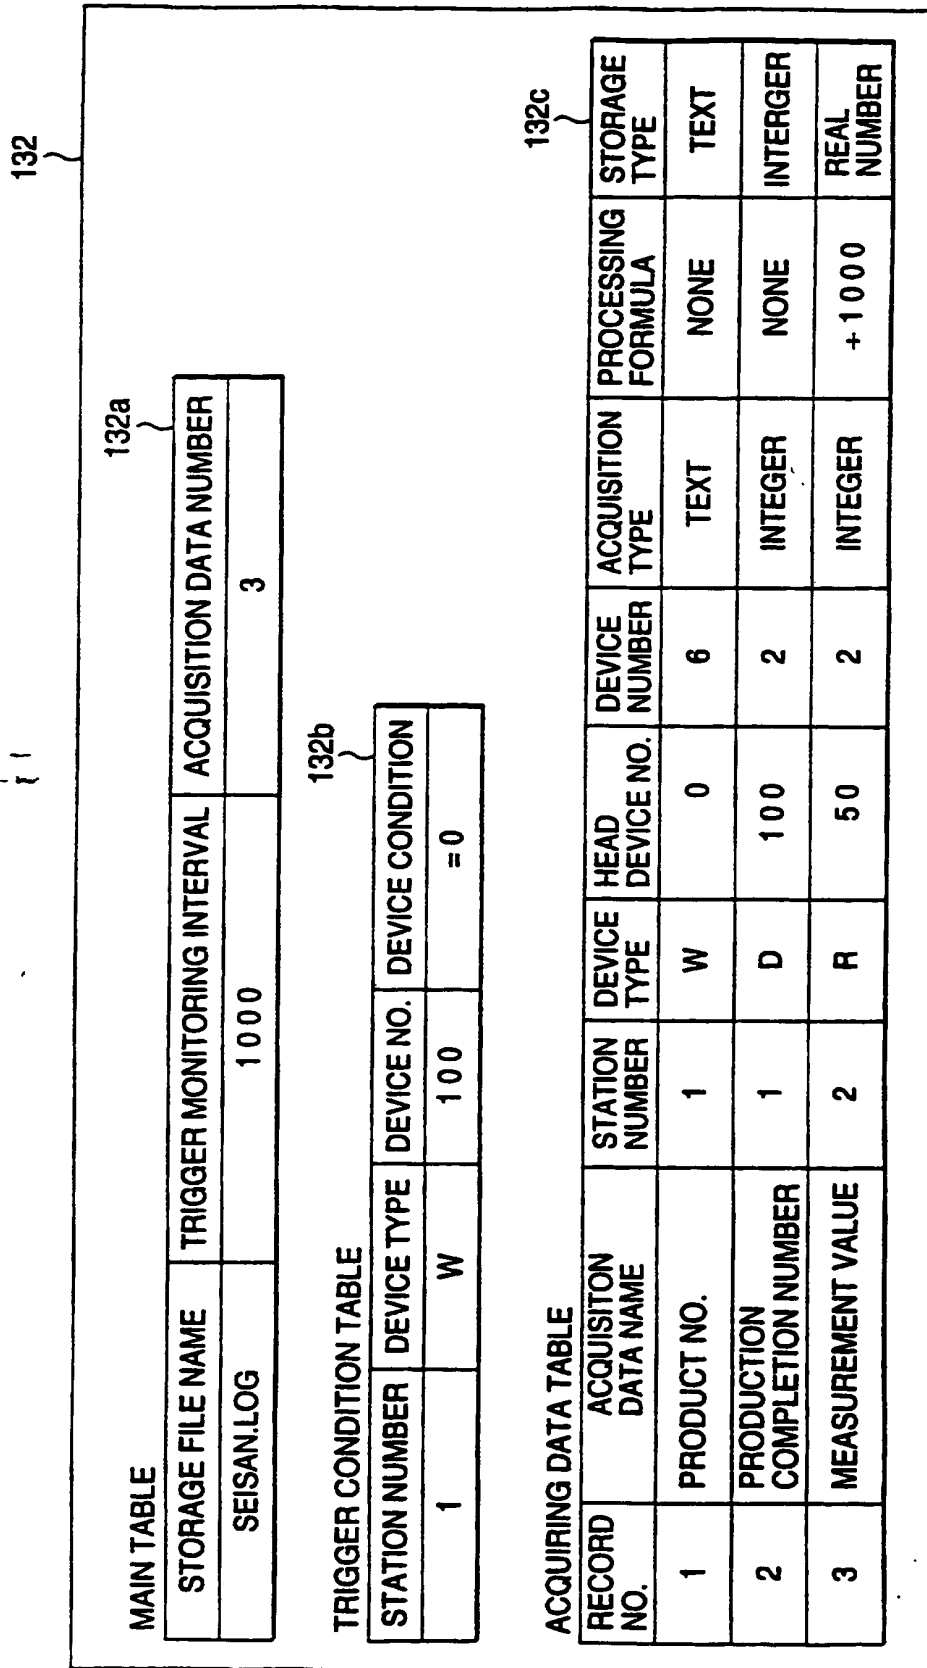 132
MAIN TABLE
132a
STORAGE FILE NAME TRIGGER MONITORING INTERVAL ACQUISITION DATA NUMBER
SEISAN.LOG 1000 3
TRIGGER CONDITION TABLE
132b
STATION NUMBER DEVICE TYPE DEVICE NO. DEVICE CONDITION
1 W 100 =0
ACQUIRING DATA TABLE
132c
RECORD NO. ACQUISITON DATA NAME STATION NUMBER DEVICE TYPE HEAD DEVICE NO. DEVICE NUMBER ACQUISITION TYPE PROCESSING FORMULA STORAGE TYPE
1 PRODUCT NO. 1 W 0 6 TEXT NONE TEXT
2 PRODUCTION COMPLETION NUMBER 1 D 100 2 INTEGER NONE INTERGER
3 MEASUREMENT VALUE 2 R 50 2 INTEGER +1000 REAL NUMBER